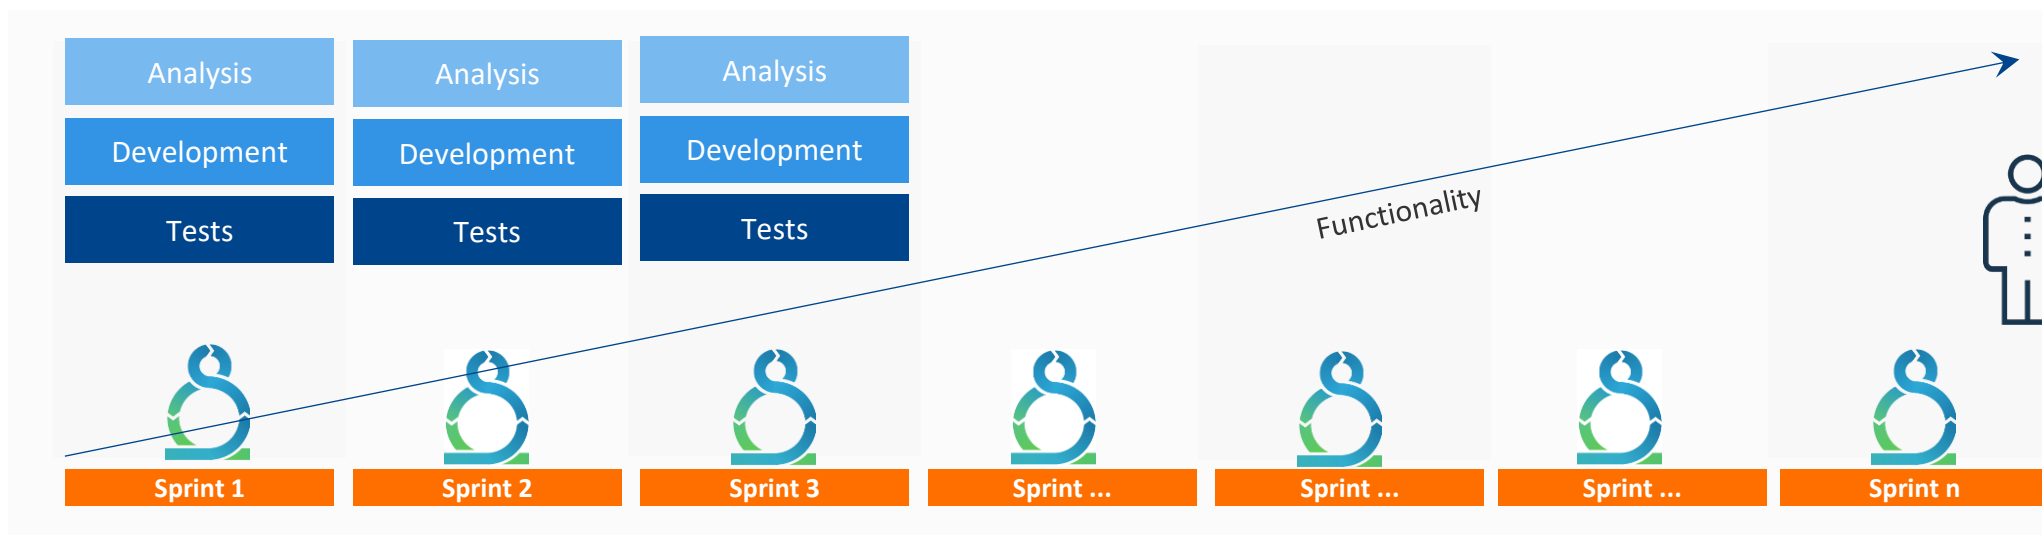 Analysis
Development
Tests
Sprint 1
Analysis
Development
Tests
Sprint 2
Analysis
Development
Tests
Sprint 3
Functionality
Sprint ...
Sprint ...
Sprint ...
Sprint n